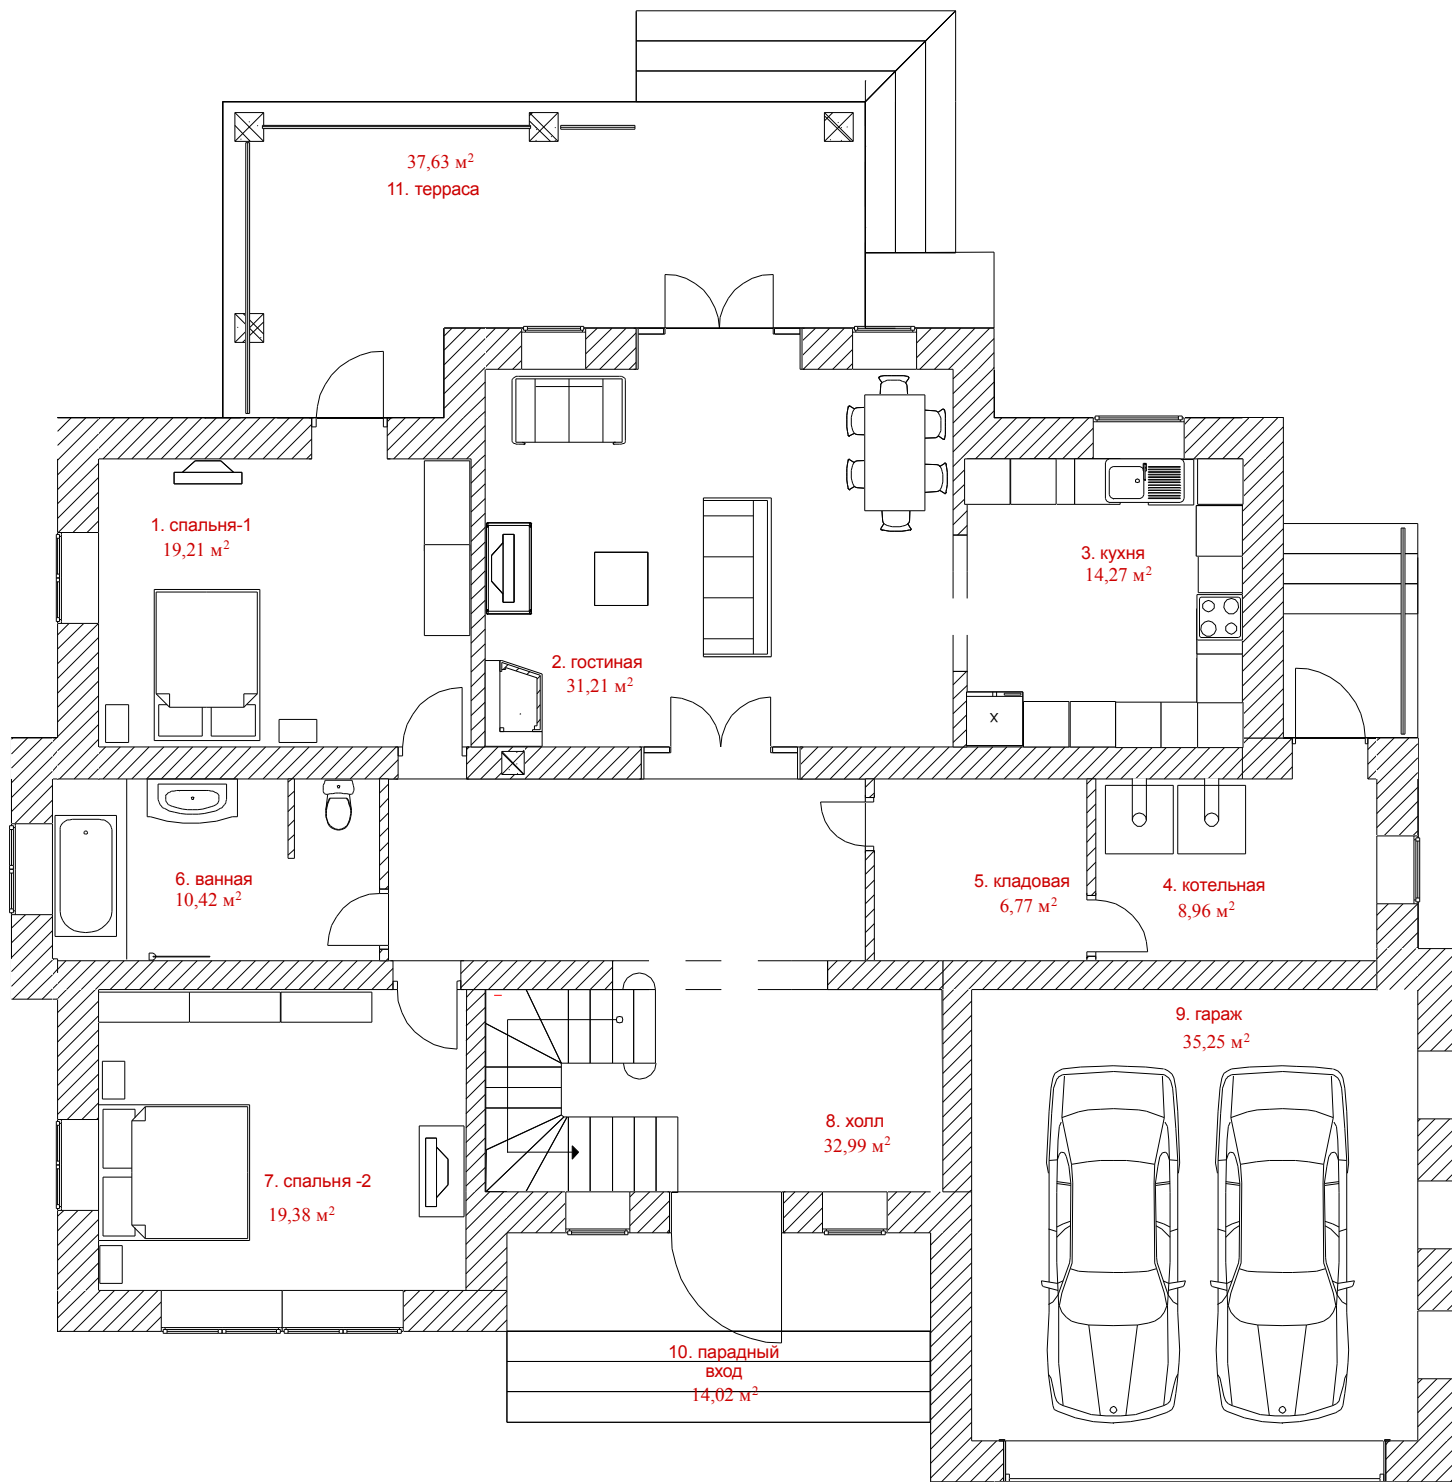 37,63 м²
11. терраса
1. спальня-1
19,21 м²
3. кухня
14,27 м²
2. гостиная
31,21 м²
X
6. ванная
10,42 м²
5. кладовая
6,77 м²
4. котельная
8,96 м²
9. гараж
35,25 м²
8. холл
32,99 м²
7. спальня -2
19,38 м²
10. парадный
вход
14,02 м²